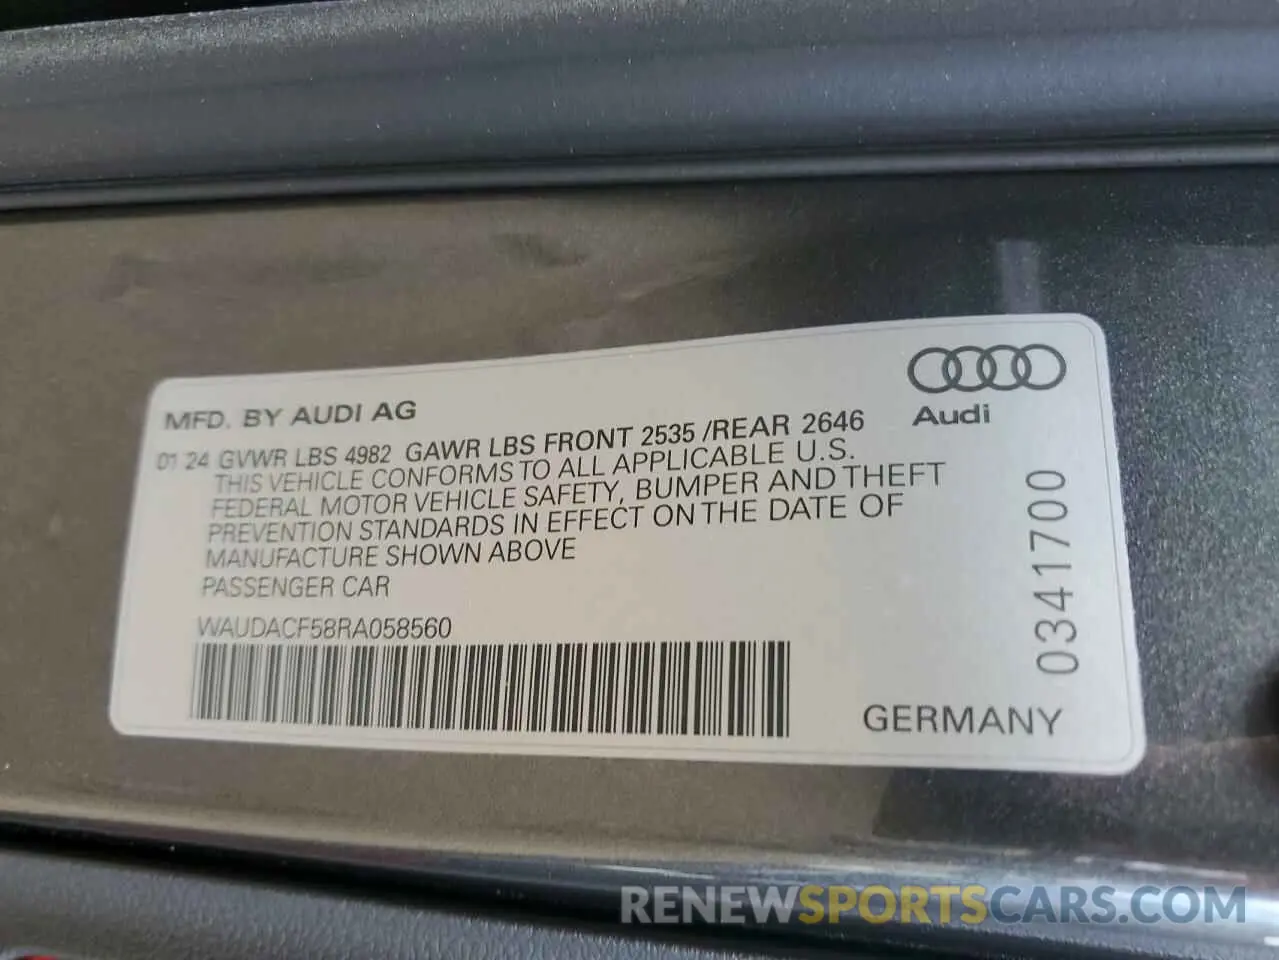 MFD. BY AUDI AG
01 24 GVWR LBS 4982 GAWR LBS FRONT 2535 /REAR 2646
THIS VEHICLE CONFORMS TO ALL APPLICABLE U.S.
FEDERAL MOTOR VEHICLE SAFETY, BUMPER AND THEFT
PREVENTION STANDARDS IN EFFECT ON THE DATE OF
MANUFACTURE SHOWN ABOVE
PASSENGER CAR
WAUDACF58RA058560
Audi
0341700
GERMANY
RENEWSPORTSCARS.COM